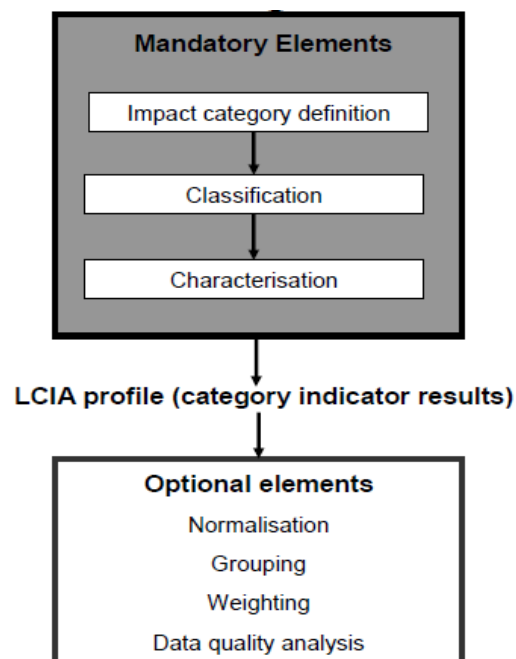 Mandatory Elements
Impact category definition
Classification
Characterisation
LCIA profile (category indicator results)
Optional elements
Normalisation
Grouping
Weighting
Data quality analysis